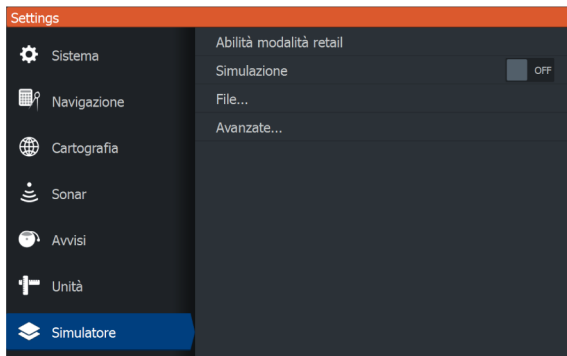 Settings
Sistema
Navigazione
Cartografia
Sonar
Avvisi
Unità
Simulatore
Abilità modalità retail
Simulazione OFF
File...
Avanzate...